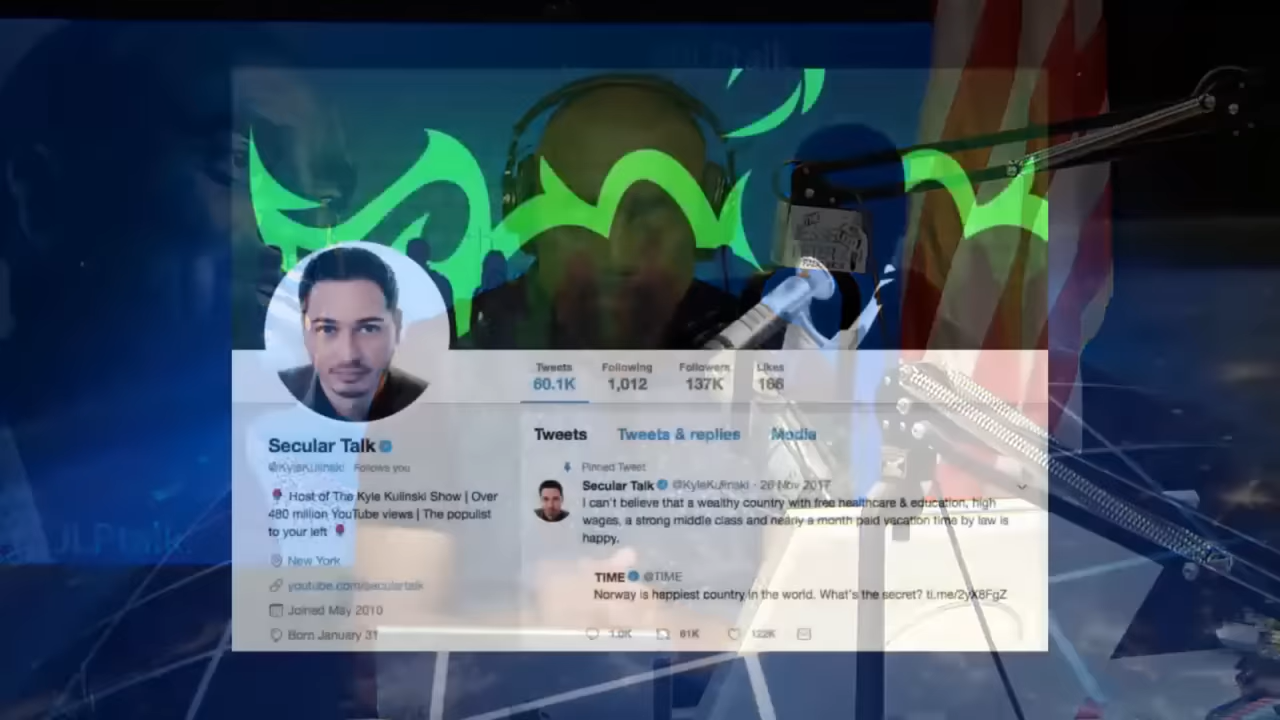 Tweets Following Followers Likes
60.1K 1,012 137K 166
Secular Talk
@KyleKulinski Follows you
Host of The Kyle Kulinski Show | Over
480 million YouTube views | The populist
to your left
New York
youtube.com/seculartalk
Joined May 2010
Born January 31
Tweets Tweets & replies Media
Pinned Tweet
Secular Talk @KyleKulinski · 26 Nov 2017
I can't believe that a wealthy country with free healthcare & education, high
wages, a strong middle class and nearly a month paid vacation time by law is
happy.
TIME @TIME
Norway is happiest country in the world. What's the secret? ti.me/2yX8FgZ
1.0K 61K 122K
JLPtalk